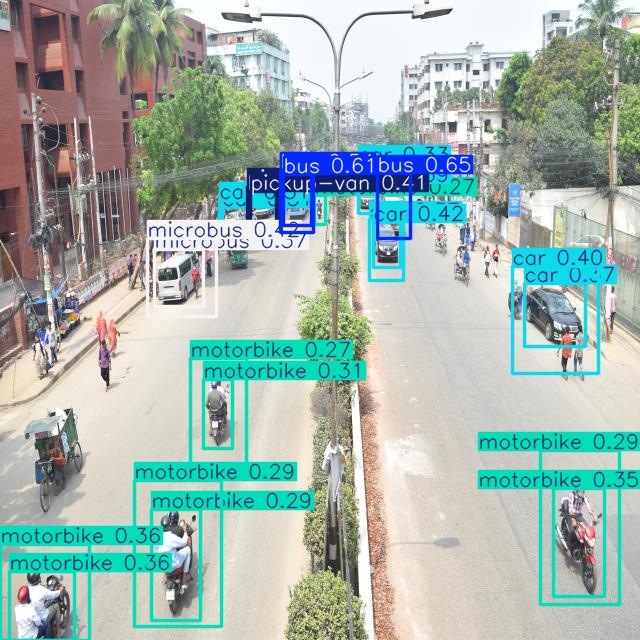 bus 0.61
bus 0.65
pickup-van 0.41
0.27
car 0.42
microbus 0.42
microbus 0.37
car 0.40
car 0.47
motorbike 0.27
motorbike 0.31
motorbike 0.29
motorbike 0.35
motorbike 0.29
motorbike 0.29
motorbike 0.36
motorbike 0.36